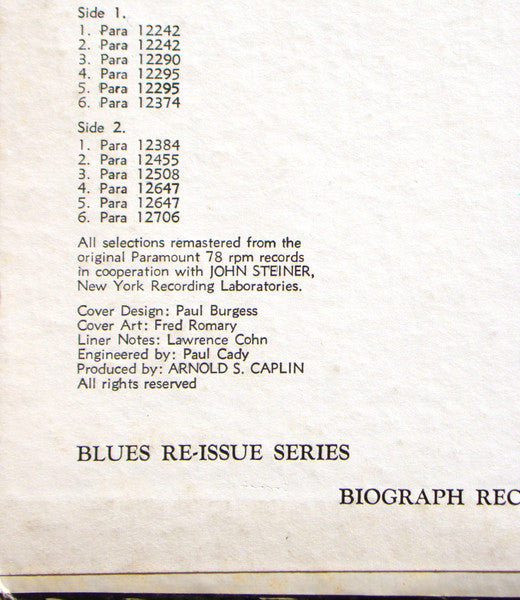 Side 1.
1. Para 12242
2. Para 12242
3. Para 12290
4. Para 12295
5. Para 12295
6. Para 12374
Side 2.
1. Para 12384
2. Para 12455
3. Para 12508
4. Para 12647
5. Para 12647
6. Para 12706
All selections remastered from the
original Paramount 78 rpm records
in cooperation with JOHN STEINER,
New York Recording Laboratories.
Cover Design: Paul Burgess
Cover Art: Fred Romary
Liner Notes: Lawrence Cohn
Engineered by: Paul Cady
Produced by: ARNOLD S. CAPLIN
All rights reserved
BLUES RE-ISSUE SERIES
BIOGRAPH REC